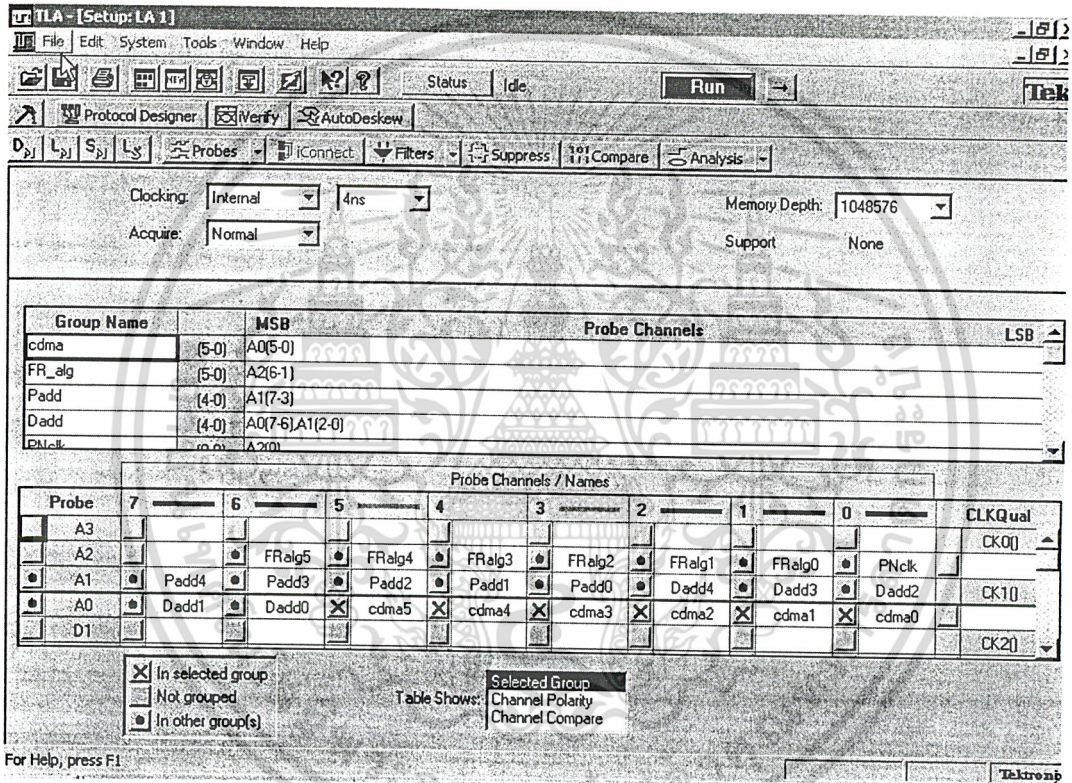 TLA - [Setup: LA 1]
File Edit System Tools Window Help
Status Idle Run Tek
Protocol Designer iVerify AutoDeskew
Probes iConnect Filters Suppress Compare Analysis
Clocking: Internal 4ns Memory Depth: 1048576
Acquire: Normal Support None
Group Name MSB Probe Channels LSB
cdma (5-0) A0(5-0)
FR_alg (5-0) A2(6-1)
Padd (4-0) A1(7-3)
Dadd (4-0) A0(7-6),A1(2-0)
PNclk (0-0) A2(0)
Probe Channels / Names
Probe 7 6 5 4 3 2 1 0 CLKQual
A3 CK0()
A2 FRalg5 FRalg4 FRalg3 FRalg2 FRalg1 FRalg0 PNclk
A1 Padd4 Padd3 Padd2 Padd1 Padd0 Dadd4 Dadd3 Dadd2 CK1()
A0 Dadd1 Dadd0 cdma5 cdma4 cdma3 cdma2 cdma1 cdma0
D1 CK2()
In selected group
Not grouped
In other group(s)
Table Shows: Selected Group
Channel Polarity
Channel Compare
For Help, press F1